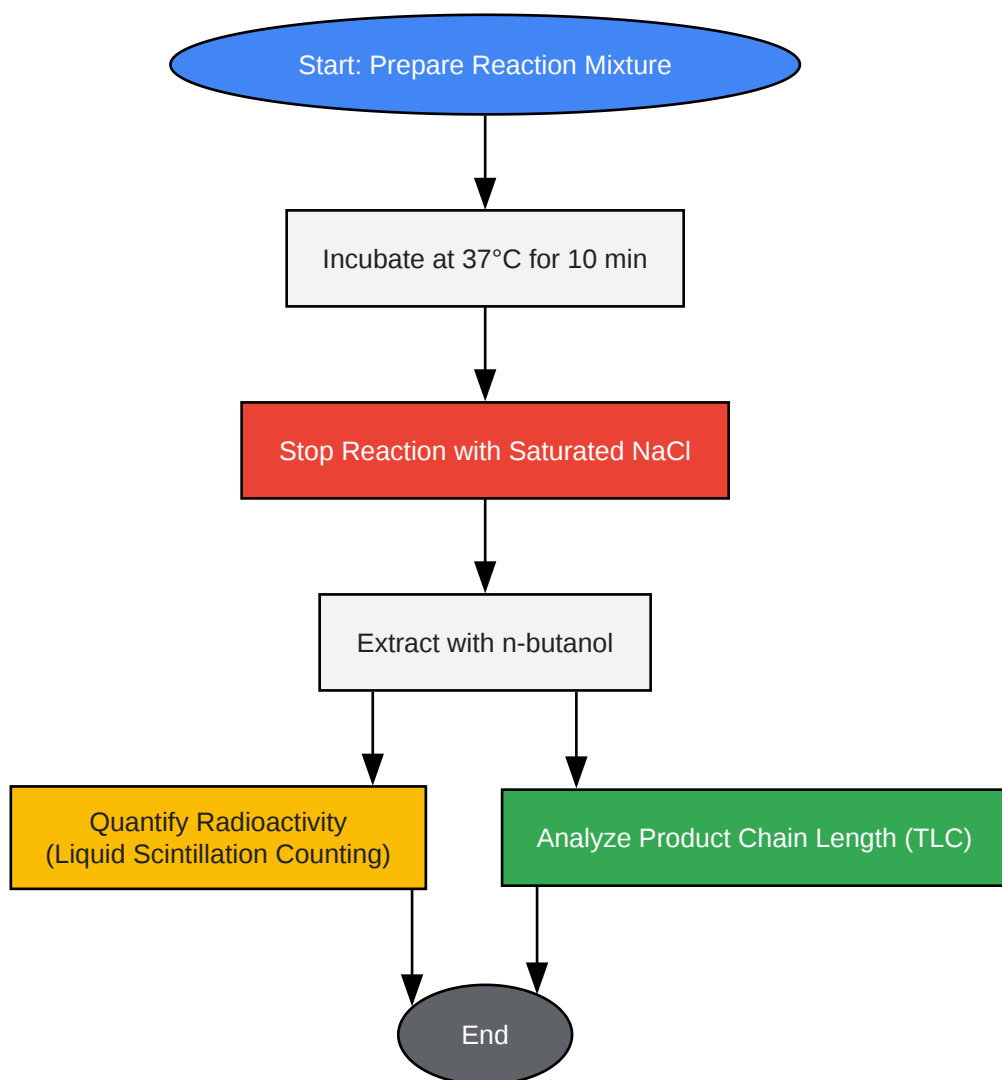 Start: Prepare Reaction Mixture
Incubate at 37°C for 10 min
Stop Reaction with Saturated NaCl
Extract with n-butanol
Quantify Radioactivity
(Liquid Scintillation Counting)
Analyze Product Chain Length (TLC)
End